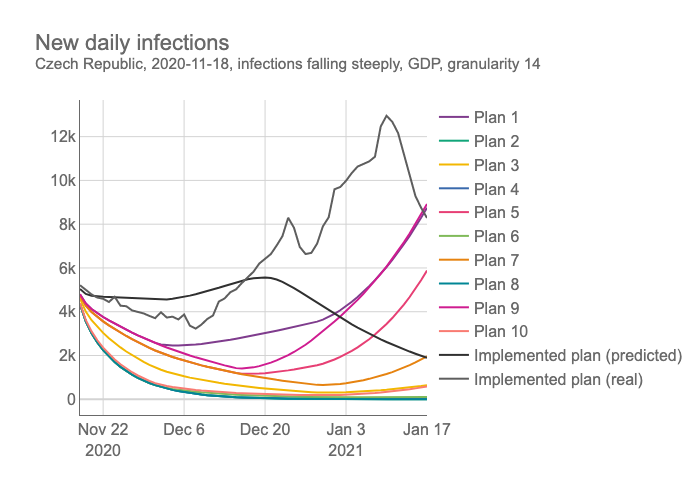 New daily infections
Czech Republic, 2020-11-18, infections falling steeply, GDP, granularity 14
12k
10k
8k
6k
4k
2k
0
Nov 22
2020
Dec 6
Dec 20
Jan 3
2021
Jan 17
Plan 1
Plan 2
Plan 3
Plan 4
Plan 5
Plan 6
Plan 7
Plan 8
Plan 9
Plan 10
Implemented plan (predicted)
Implemented plan (real)